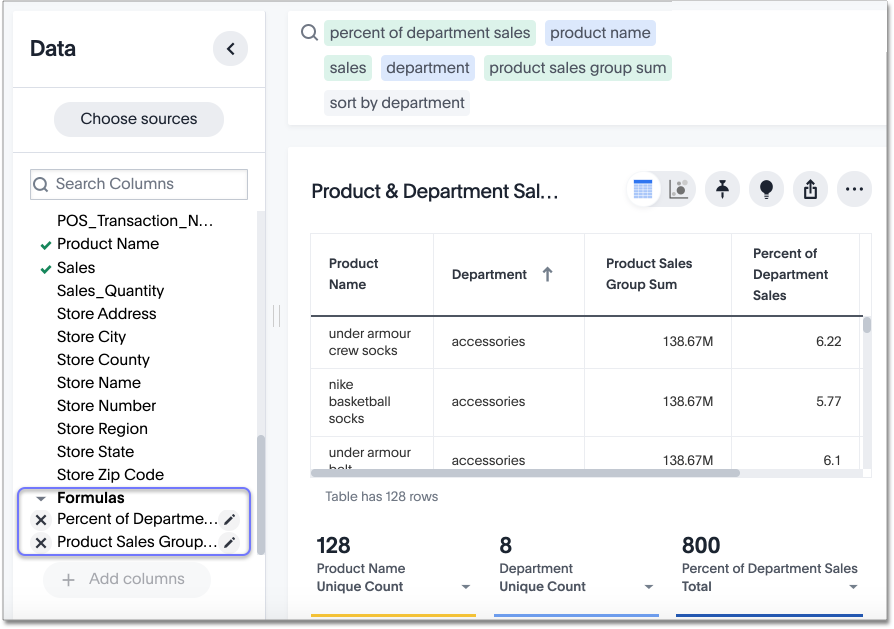 Data
Choose sources
Search Columns
POS_Transaction_N...
Product Name
Sales
Sales_Quantity
Store Address
Store City
Store County
Store Name
Store Number
Store Region
Store State
Store Zip Code
Formulas
Percent of Departme...
Product Sales Group...
+ Add columns
percent of department sales product name
sales department product sales group sum
sort by department
Product & Department Sal...
Product Name Department Product Sales Group Sum Percent of Department Sales
under armour crew socks accessories 138.67M 6.22
nike basketball socks accessories 138.67M 5.77
under armour belt accessories 138.67M 6.1
Table has 128 rows
128 8 800
Product Name Department Percent of Department Sales
Unique Count Unique Count Total